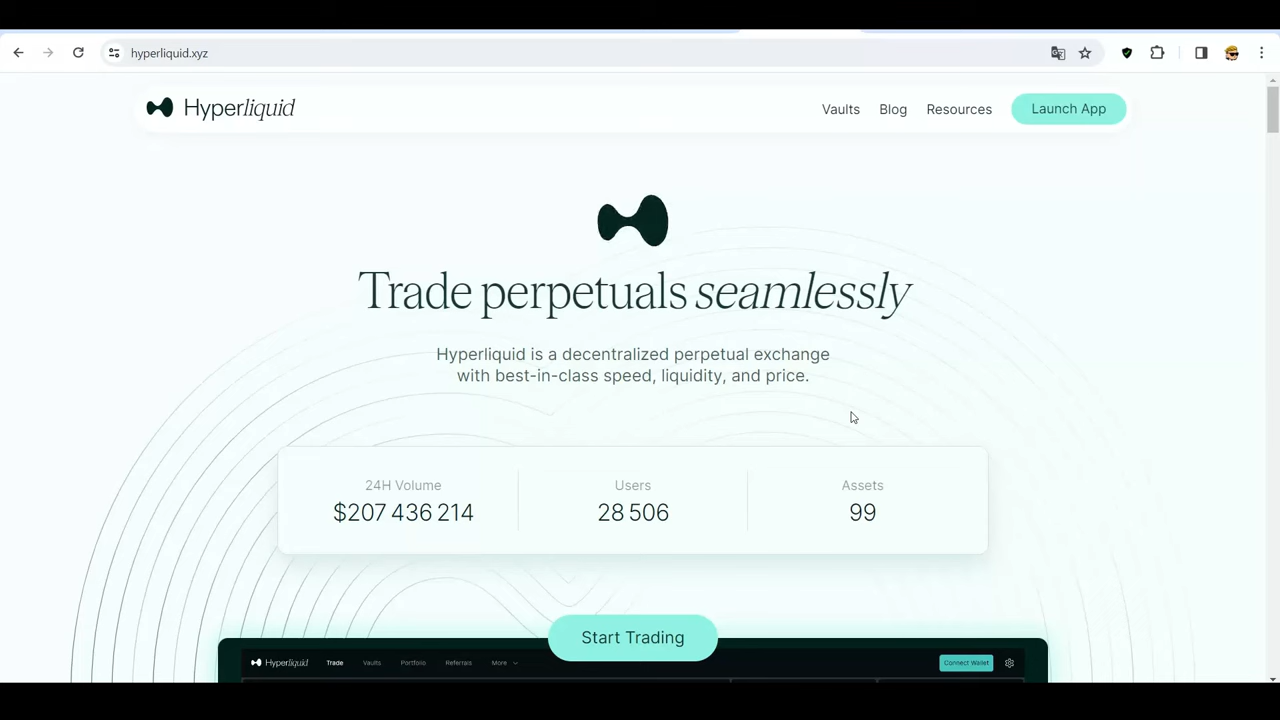 hyperliquid.xyz
Hyperliquid
Vaults
Blog
Resources
Launch App
Trade perpetuals seamlessly
Hyperliquid is a decentralized perpetual exchange
with best-in-class speed, liquidity, and price.
24H Volume
Users
Assets
$207 436 214
28 506
99
Start Trading
Hyperliquid
Trade
Vaults
Portfolio
Referrals
More
Connect Wallet